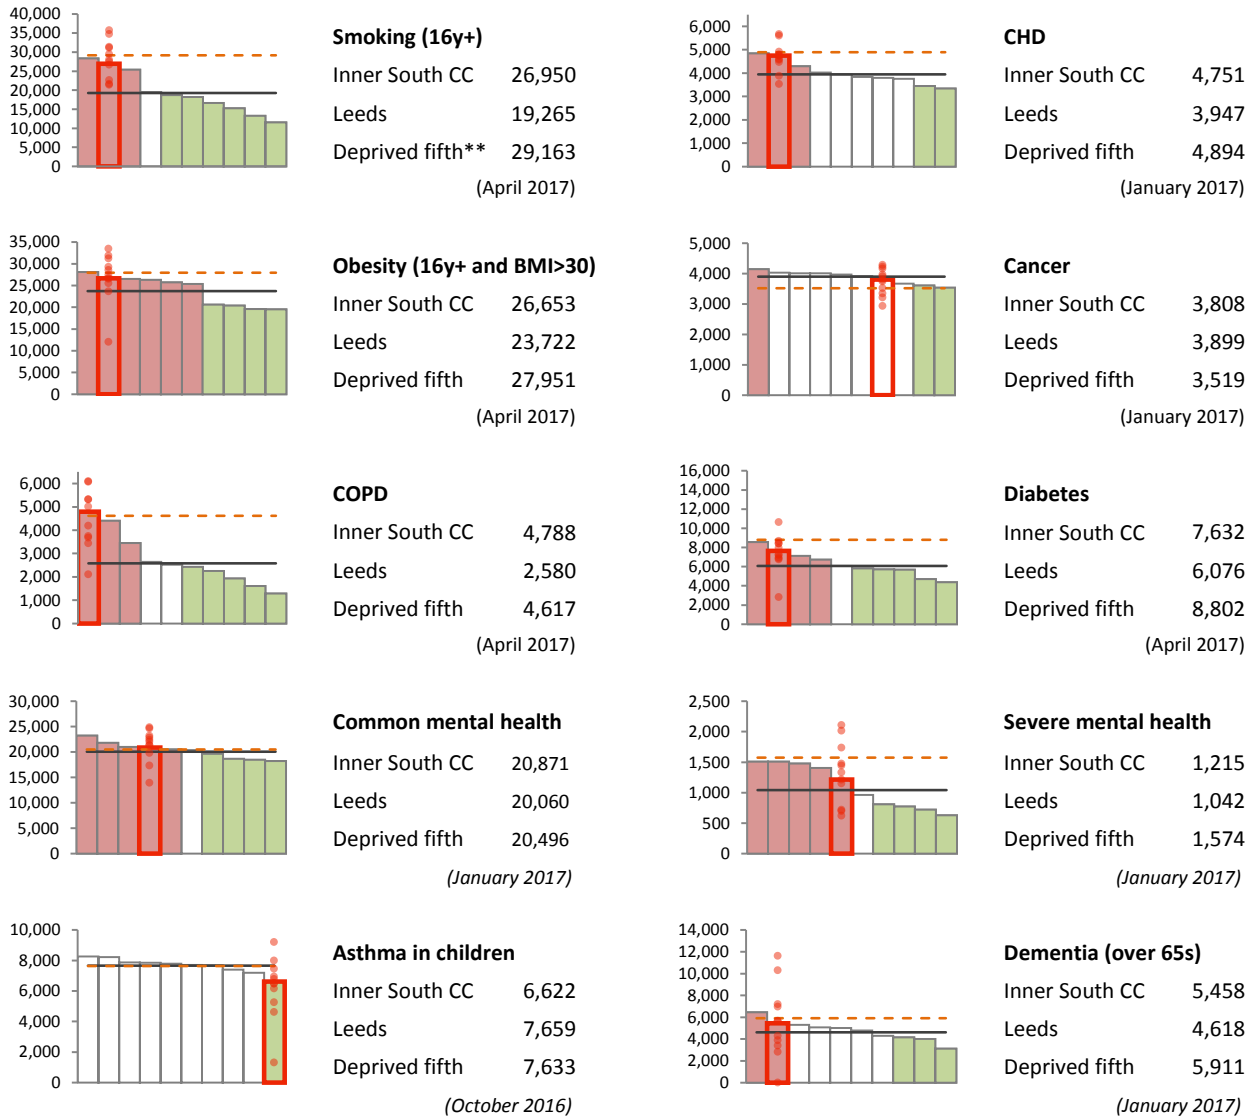 40,000
35,000
30,000
25,000
20,000
15,000
10,000
5,000
0
Smoking (16y+)
Inner South CC 26,950
Leeds 19,265
Deprived fifth** 29,163
(April 2017)
6,000
5,000
4,000
3,000
2,000
1,000
0
CHD
Inner South CC 4,751
Leeds 3,947
Deprived fifth 4,894
(January 2017)
35,000
30,000
25,000
20,000
15,000
10,000
5,000
0
Obesity (16y+ and BMI>30)
Inner South CC 26,653
Leeds 23,722
Deprived fifth 27,951
(April 2017)
5,000
4,000
3,000
2,000
1,000
0
Cancer
Inner South CC 3,808
Leeds 3,899
Deprived fifth 3,519
(January 2017)
6,000
5,000
4,000
3,000
2,000
1,000
0
COPD
Inner South CC 4,788
Leeds 2,580
Deprived fifth 4,617
(April 2017)
16,000
14,000
12,000
10,000
8,000
6,000
4,000
2,000
0
Diabetes
Inner South CC 7,632
Leeds 6,076
Deprived fifth 8,802
(April 2017)
30,000
25,000
20,000
15,000
10,000
5,000
0
Common mental health
Inner South CC 20,871
Leeds 20,060
Deprived fifth 20,496
(January 2017)
2,500
2,000
1,500
1,000
500
0
Severe mental health
Inner South CC 1,215
Leeds 1,042
Deprived fifth 1,574
(January 2017)
10,000
8,000
6,000
4,000
2,000
0
Asthma in children
Inner South CC 6,622
Leeds 7,659
Deprived fifth 7,633
(October 2016)
14,000
12,000
10,000
8,000
6,000
4,000
2,000
0
Dementia (over 65s)
Inner South CC 5,458
Leeds 4,618
Deprived fifth 5,911
(January 2017)